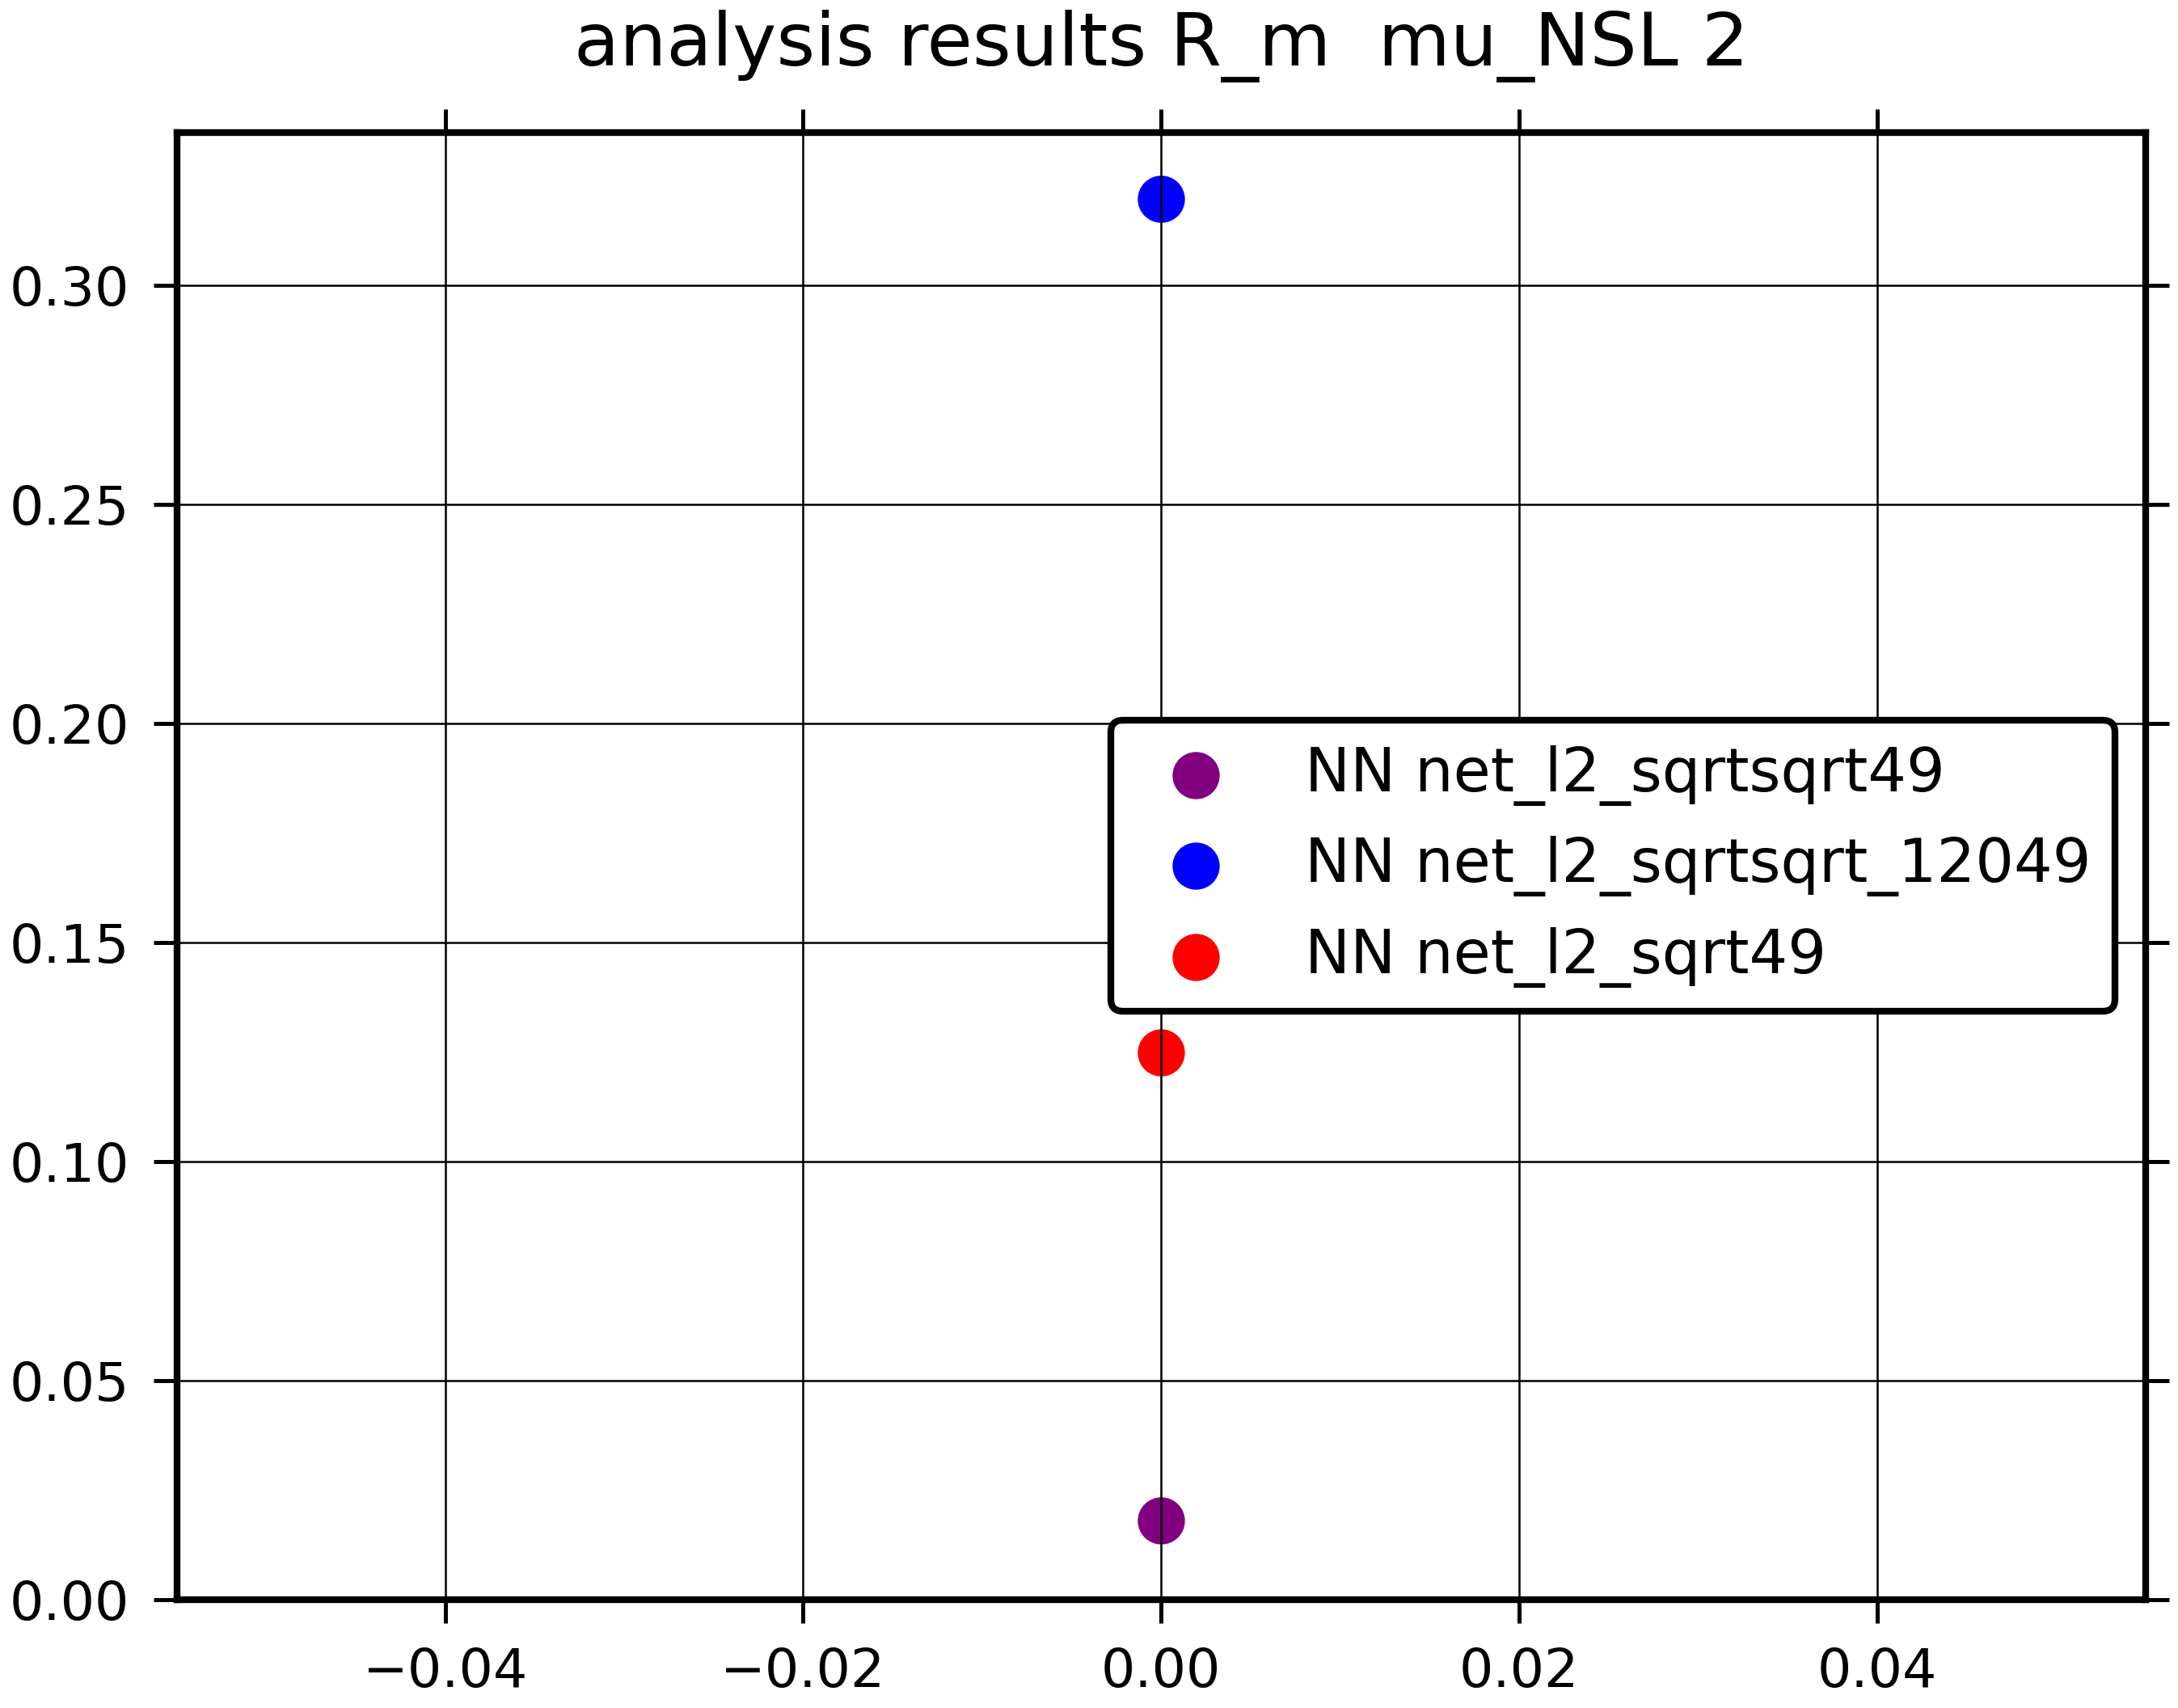 analysis results R_m  mu_NSL 2
0.30
0.25
0.20
0.15
0.10
0.05
0.00
NN net_l2_sqrtsqrt49
NN net_l2_sqrtsqrt_12049
NN net_l2_sqrt49
−0.04 −0.02 0.00 0.02 0.04